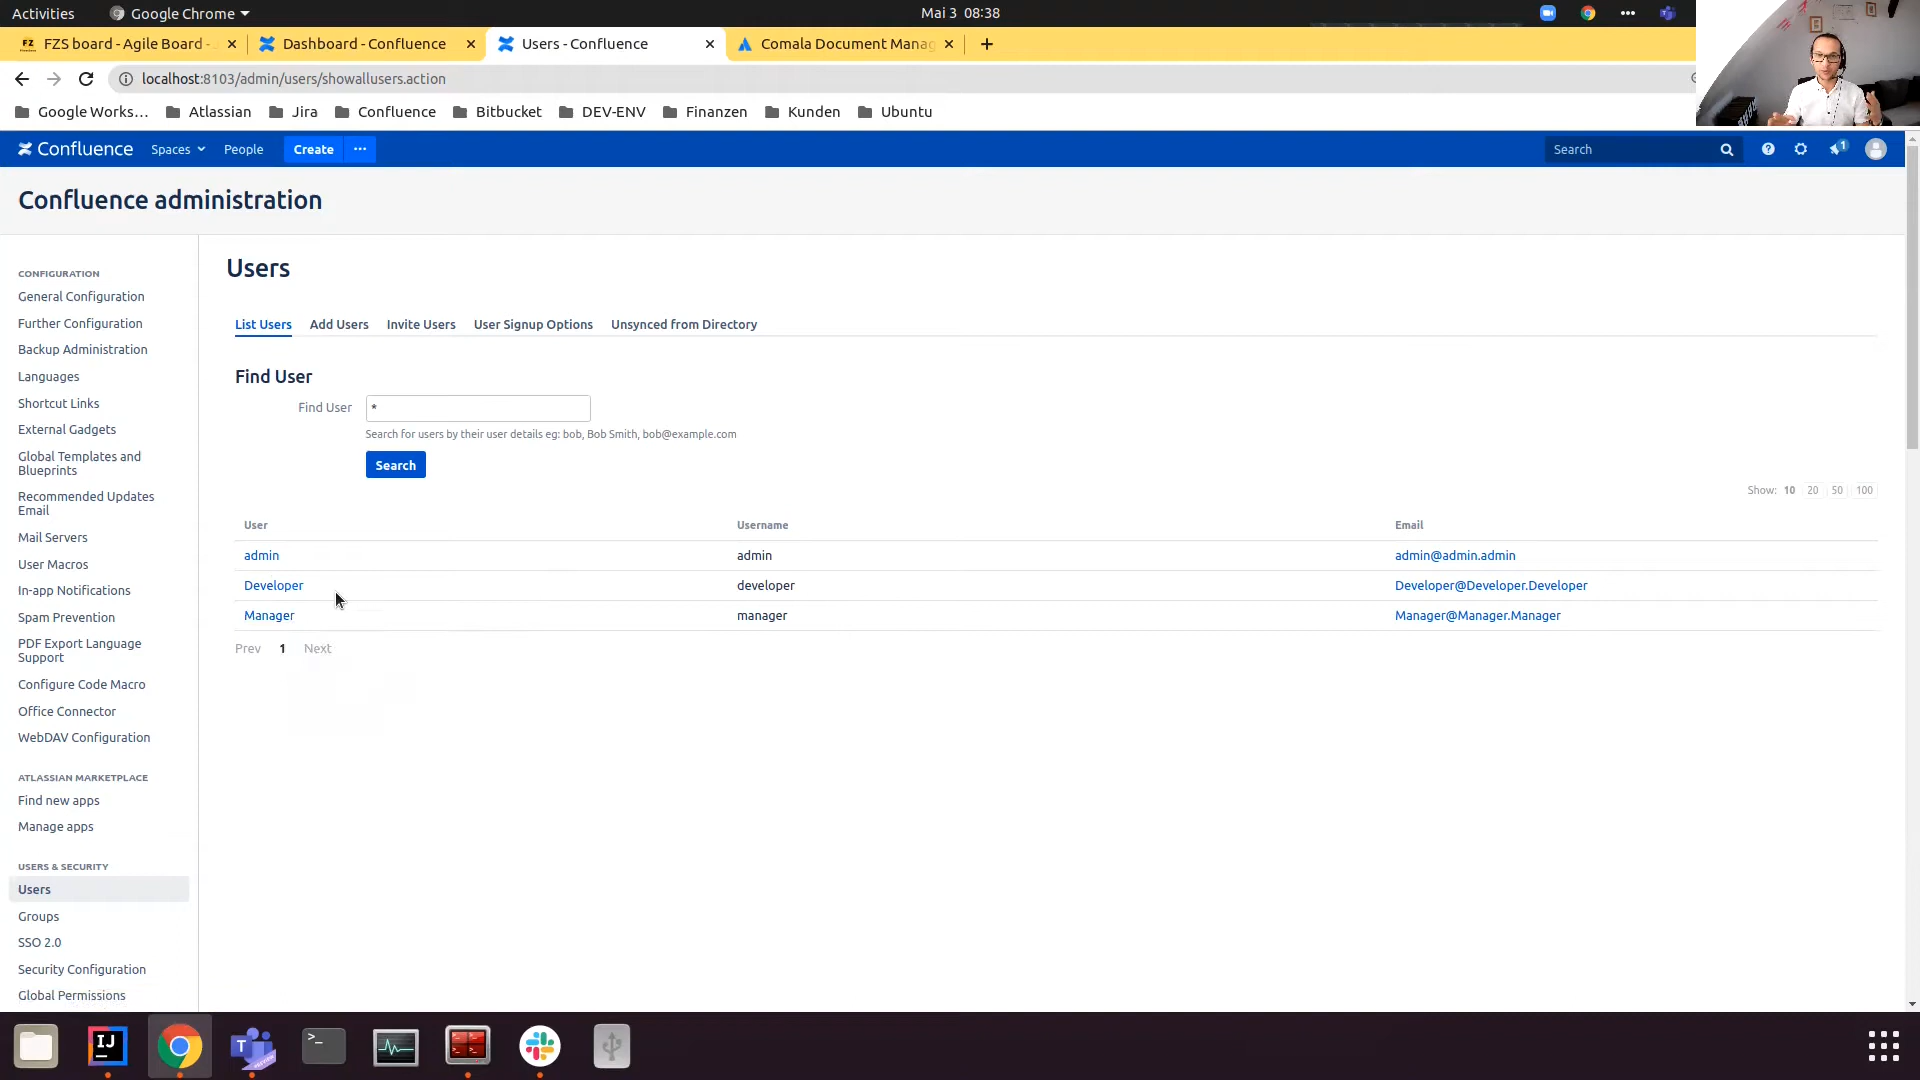 Activities
Google Chrome
Mai 3 08:38
FZS board - Agile Board -
Dashboard - Confluence
Users - Confluence
Comala Document Manag
localhost:8103/admin/users/showallusers.action
Google Works...
Atlassian
Jira
Confluence
Bitbucket
DEV-ENV
Finanzen
Kunden
Ubuntu
Confluence
Spaces
People
Create
Search
1
Confluence administration
CONFIGURATION
General Configuration
Further Configuration
Backup Administration
Languages
Shortcut Links
External Gadgets
Global Templates and
Blueprints
Recommended Updates
Email
Mail Servers
User Macros
In-app Notifications
Spam Prevention
PDF Export Language
Support
Configure Code Macro
Office Connector
WebDAV Configuration
ATLASSIAN MARKETPLACE
Find new apps
Manage apps
USERS & SECURITY
Users
Groups
SSO 2.0
Security Configuration
Global Permissions
Users
List Users
Add Users
Invite Users
User Signup Options
Unsynced from Directory
Find User
Find User
*
Search for users by their user details eg: bob, Bob Smith, bob@example.com
Search
Show: 10 20 50 100
User Username Email
admin admin admin@admin.admin
Developer developer Developer@Developer.Developer
Manager manager Manager@Manager.Manager
Prev 1 Next